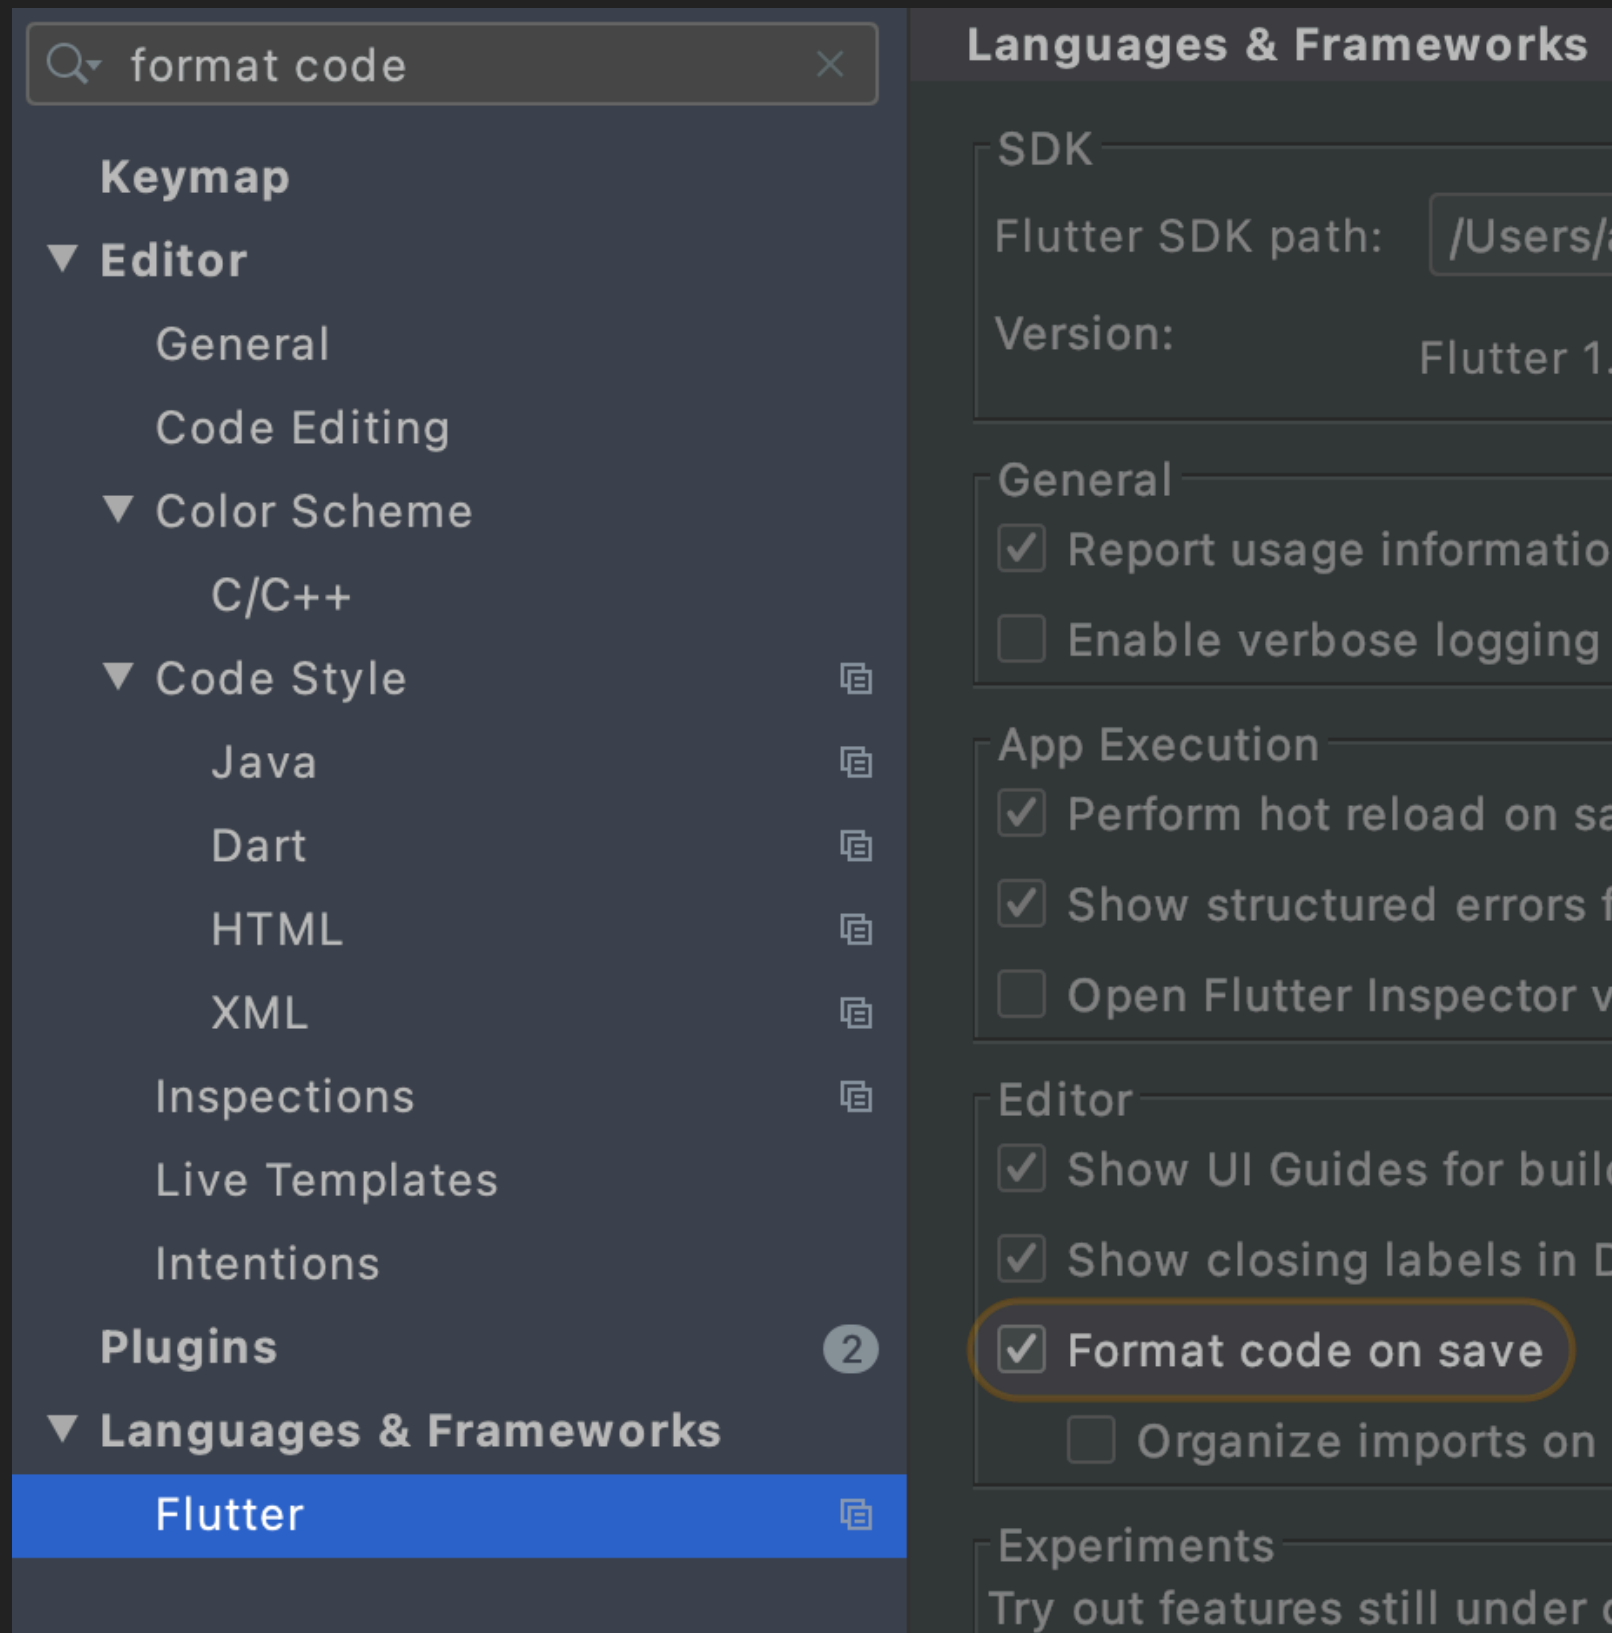 format code
Keymap
Editor
General
Code Editing
Color Scheme
C/C++
Code Style
Java
Dart
HTML
XML
Inspections
Live Templates
Intentions
Plugins 2
Languages & Frameworks
Flutter
Languages & Frameworks
SDK
Flutter SDK path: /Users/
Version: Flutter 1.
General
Report usage informatio
Enable verbose logging
App Execution
Perform hot reload on sa
Show structured errors f
Open Flutter Inspector v
Editor
Show UI Guides for build
Show closing labels in D
Format code on save
Organize imports on
Experiments
Try out features still under d